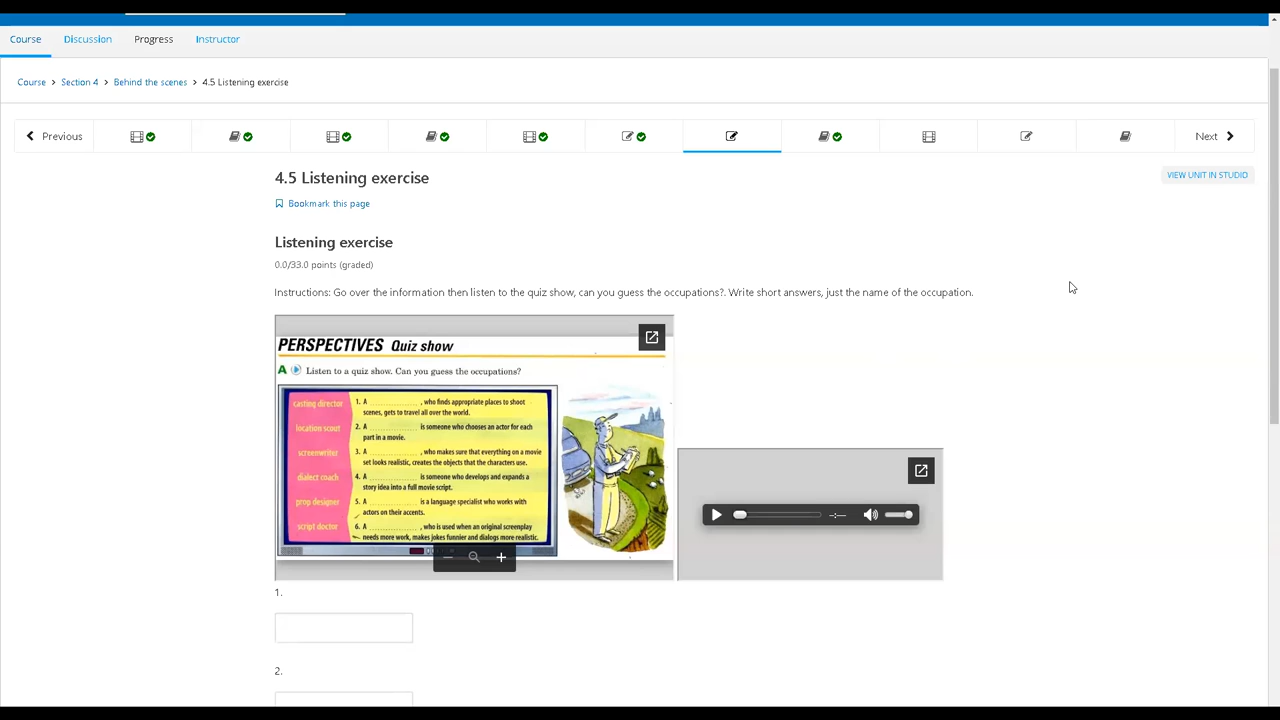 Course Discussion Progress Instructor
Course > Section 4 > Behind the scenes > 4.5 Listening exercise
Previous Next
4.5 Listening exercise
VIEW UNIT IN STUDIO
Bookmark this page
Listening exercise
0.0/33.0 points (graded)
Instructions: Go over the information then listen to the quiz show, can you guess the occupations?. Write short answers, just the name of the occupation.
PERSPECTIVES Quiz show
A Listen to a quiz show. Can you guess the occupations?
casting director
location scout
screenwriter
dialect coach
prop designer
script doctor
1. A ............, who finds appropriate places to shoot
scenes, gets to travel all over the world.
2. A ............ is someone who chooses an actor for each
part in a movie.
3. A ............, who makes sure that everything on a movie
set looks realistic, creates the objects that the characters use.
4. A ............ is someone who develops and expands a
story idea into a full movie script.
5. A ............ is a language specialist who works with
actors on their accents.
6. A ............, who is used when an original screenplay
needs more work, makes jokes funnier and dialogs more realistic.
-:--
1.
2.